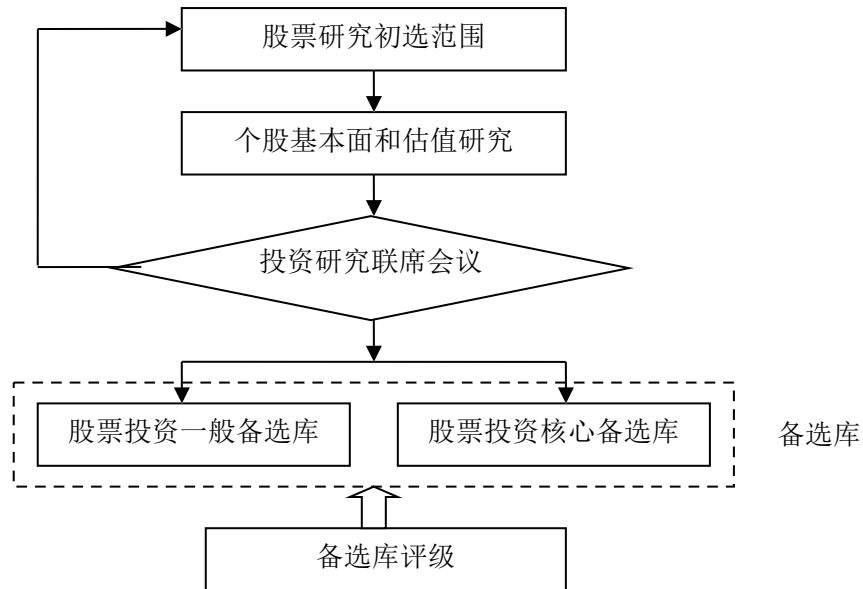 股票研究初选范围
个股基本面和估值研究
投资研究联席会议
股票投资一般备选库
股票投资核心备选库
备选库
备选库评级